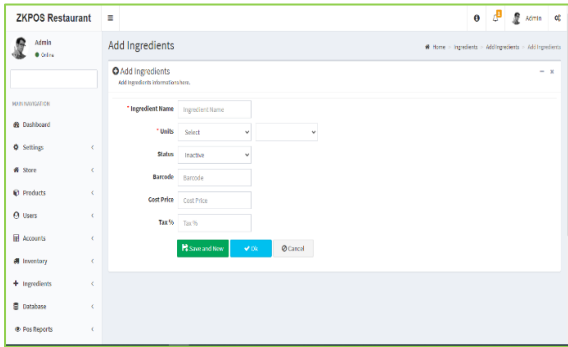 ZKPOS Restaurant
Admin
Admin
Online
Add Ingredients
Home > Ingredients > Add Ingredients > Add Ingredients
Add Ingredients
Add Ingredients information here.
MAIN NAVIGATION
Dashboard
Settings
Store
Products
Users
Accounts
Inventory
Ingredients
Database
Pos Reports
* Ingredient Name Ingredient Name
* Units Select
Status Inactive
Barcode Barcode
Cost Price Cost Price
Tax % Tax %
Save and New Ok Cancel